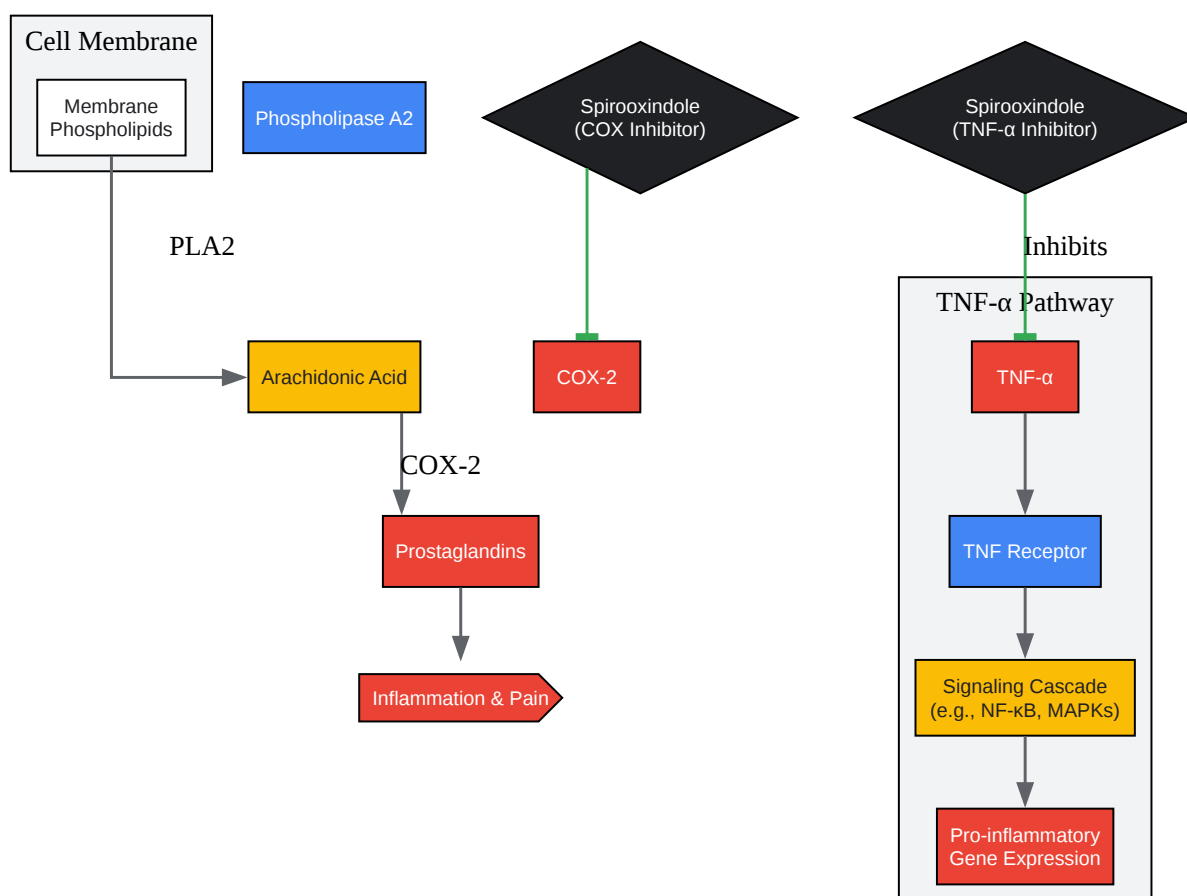 Cell Membrane
Membrane
Phospholipids
Phospholipase A2
Spirooxindole
(COX Inhibitor)
Spirooxindole
(TNF-α Inhibitor)
PLA2
Inhibits
TNF-α Pathway
Arachidonic Acid
COX-2
TNF-α
COX-2
Prostaglandins
TNF Receptor
Inflammation & Pain
Signaling Cascade
(e.g., NF-κB, MAPKs)
Pro-inflammatory
Gene Expression